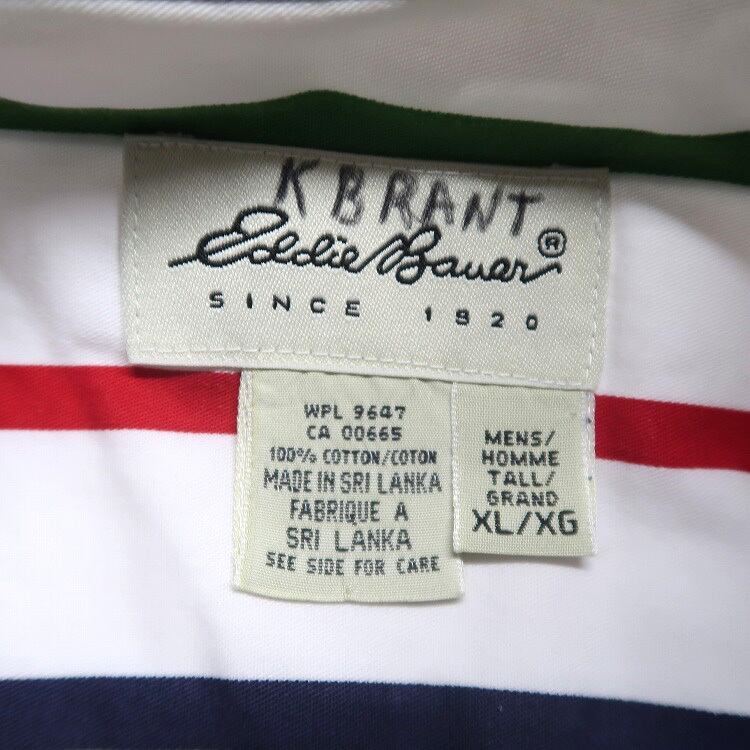 K BRANT
Eddie Bauer®
SINCE 1920
WPL 9647
CA 00665
100% COTTON/COTON
MADE IN SRI LANKA
FABRIQUE A
SRI LANKA
SEE SIDE FOR CARE
MENS/
HOMME
TALL/
GRAND
XL/XG